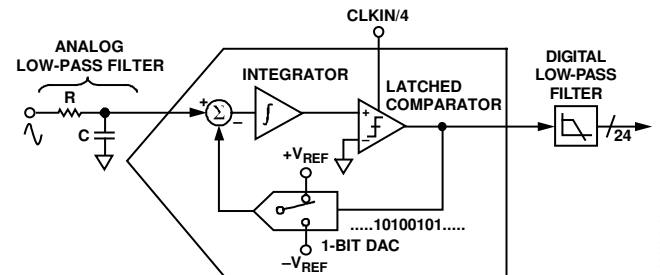 CLKIN/4
ANALOG
LOW-PASS FILTER
R
C
+
Σ
–
INTEGRATOR
∫
LATCHED
COMPARATOR
+
–
DIGITAL
LOW-PASS
FILTER
24
+VREF
.....10100101.....
1-BIT DAC
–VREF